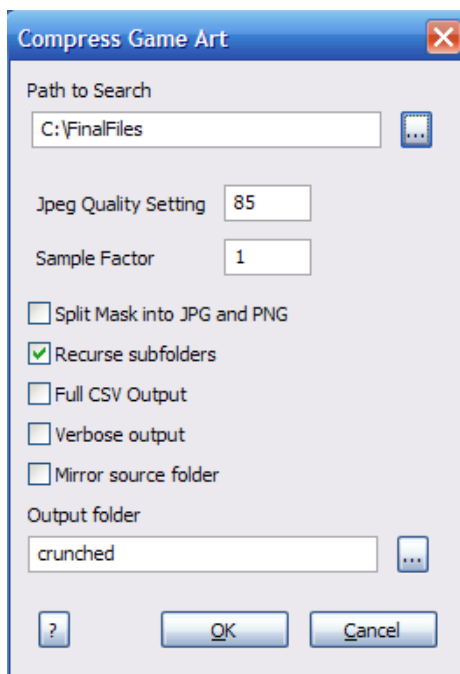 Compress Game Art
Path to Search
C:\FinalFiles
...
Jpeg Quality Setting 85
Sample Factor 1
Split Mask into JPG and PNG
Recurse subfolders
Full CSV Output
Verbose output
Mirror source folder
Output folder
crunched
...
? OK Cancel